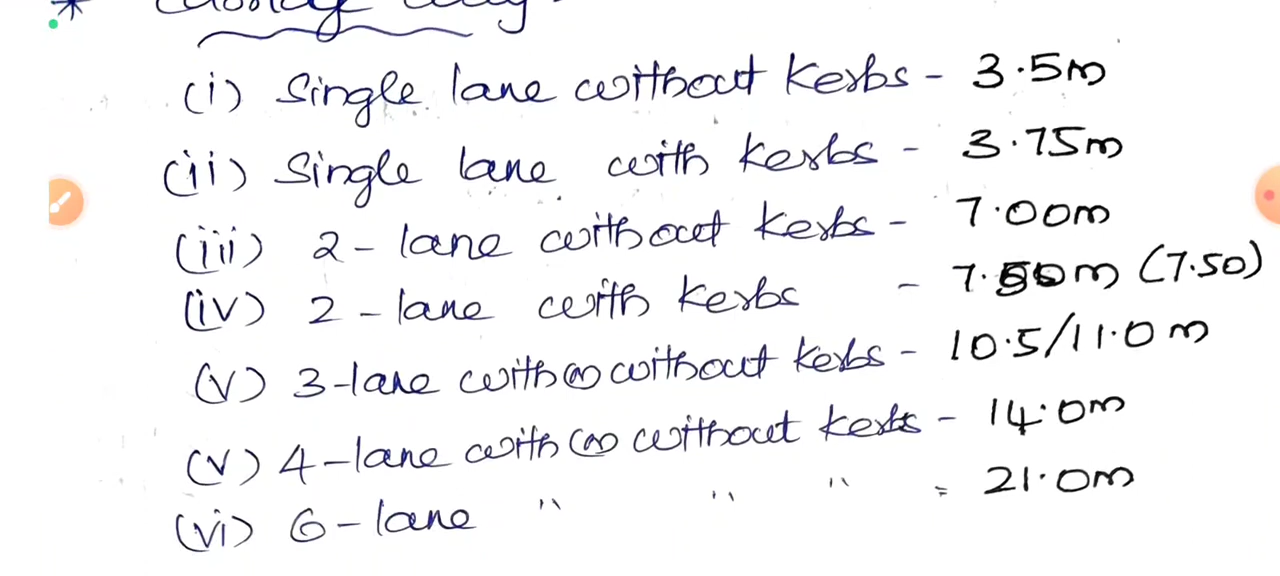 (i) Single lane without kerbs - 3.5m
(ii) Single lane with kerbs - 3.75m
(iii) 2-lane without kerbs - 7.00m
(iv) 2-lane with kerbs - 7.50m (7.50)
(v) 3-lane with (or) without kerbs - 10.5/11.0 m
(v) 4-lane with (or) without kerbs - 14.0m
(vi) 6-lane " " " = 21.0m